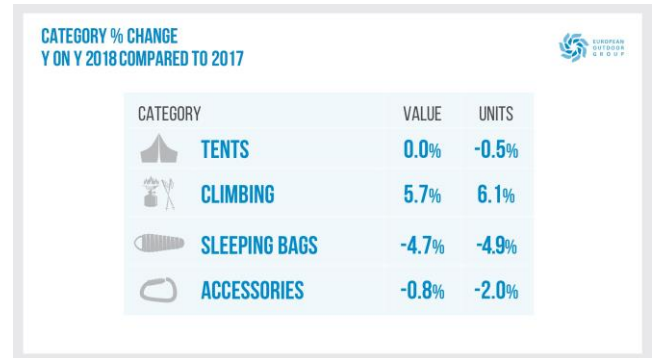 CATEGORY % CHANGE
Y ON Y 2018 COMPARED TO 2017
EUROPEAN
OUTDOOR
GROUP
CATEGORY VALUE UNITS
TENTS 0.0% -0.5%
CLIMBING 5.7% 6.1%
SLEEPING BAGS -4.7% -4.9%
ACCESSORIES -0.8% -2.0%